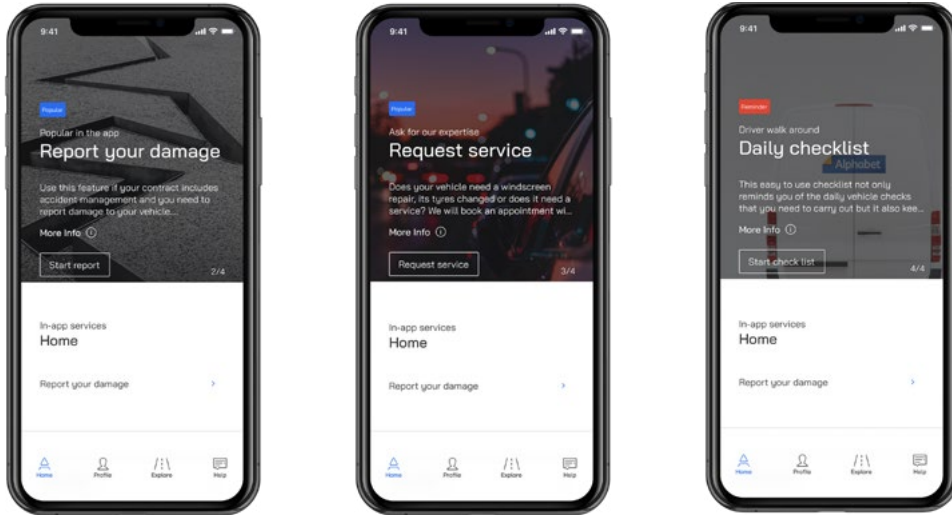 9:41
Popular
Popular in the app
Report your damage
Use this feature if your contract includes
accident management and you need to
report damage to your vehicle...
More Info
Start report
2/4
In-app services
Home
Report your damage
Home
Profile
Explore
Help
9:41
Popular
Ask for our expertise
Request service
Does your vehicle need a windscreen
repair, its tyres changed or does it need a
service? We will book an appointment wi...
More Info
Request service
3/4
In-app services
Home
Report your damage
Home
Profile
Explore
Help
9:41
Reminder
Driver walk around
Daily checklist
Alphabet
This easy to use checklist not only
reminds you of the daily vehicle checks
that you need to carry out but it also kee...
More Info
Start check list
4/4
In-app services
Home
Report your damage
Home
Profile
Explore
Help